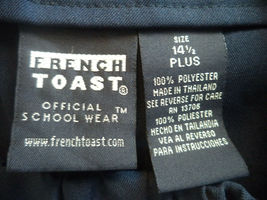 FRENCH
TOAST®
OFFICIAL ™
SCHOOL WEAR
www.frenchtoast.com
SIZE
14½
PLUS
100% POLYESTER
MADE IN THAILAND
SEE REVERSE FOR CARE
RN 13706
100% POLIESTER
HECHO EN TAILANDIA
VEA AL REVERSO
PARA INSTRUCCIONES